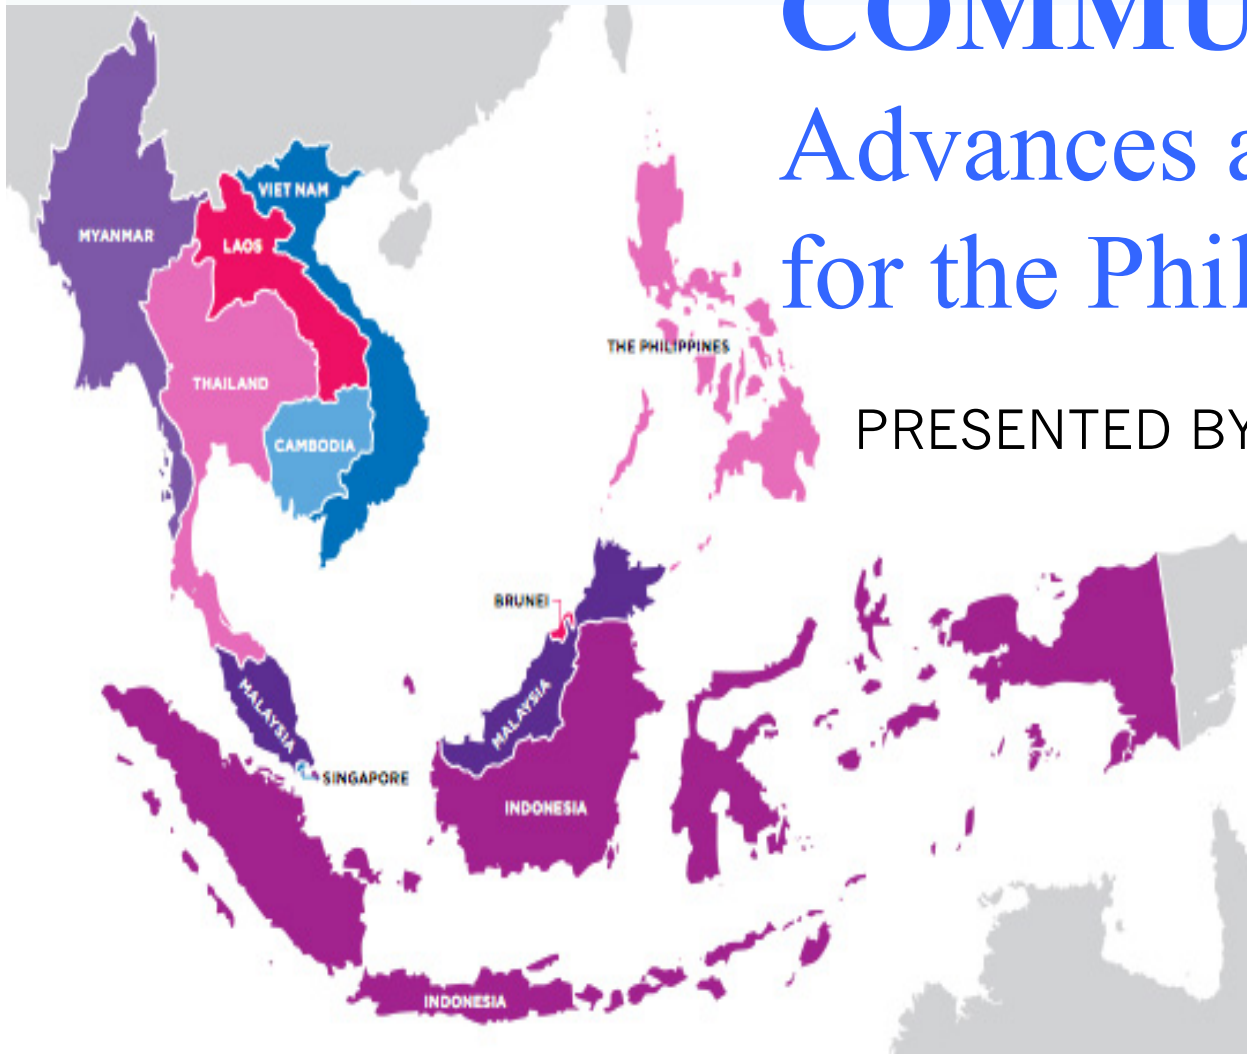 COMMU
Advances a
for the Phil
PRESENTED BY
VIET NAM
MYANMAR
LAOS
THE PHILIPPINES
THAILAND
CAMBODIA
BRUNEI
MALAYSIA
MALAYSIA
SINGAPORE
INDONESIA
INDONESIA